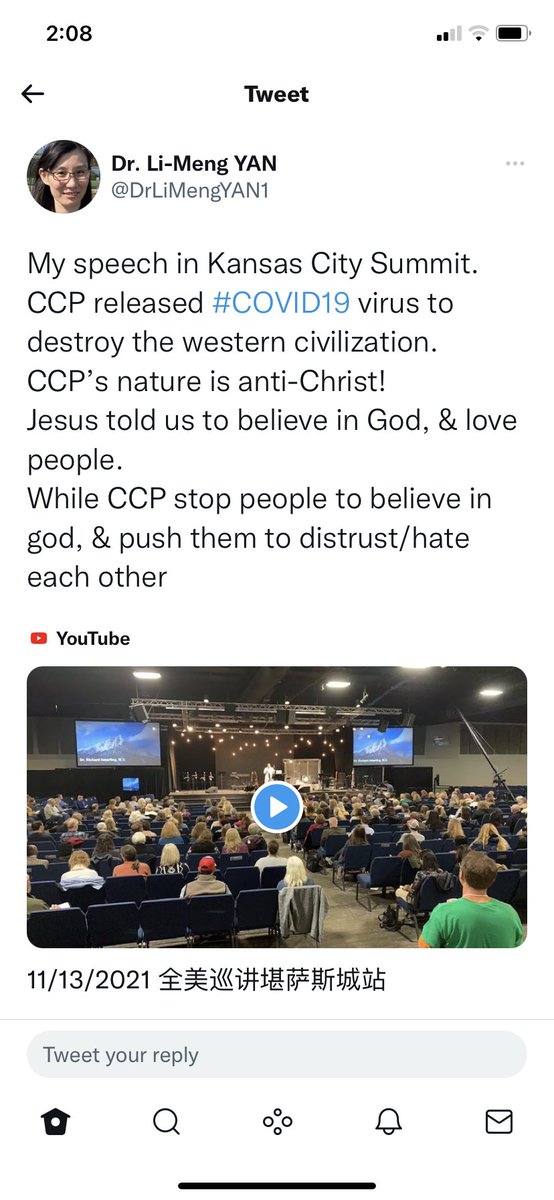 2:08
Tweet
Dr. Li-Meng YAN
@DrLiMengYAN1
My speech in Kansas City Summit.
CCP released #COVID19 virus to
destroy the western civilization.
CCP's nature is anti-Christ!
Jesus told us to believe in God, & love
people.
While CCP stop people to believe in
god, & push them to distrust/hate
each other
YouTube
11/13/2021 全美巡讲堪萨斯城站
Tweet your reply